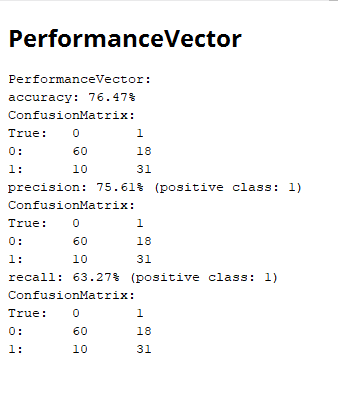 PerformanceVector
PerformanceVector:
accuracy: 76.47%
ConfusionMatrix:
True: 0 1
0: 60 18
1: 10 31
precision: 75.61% (positive class: 1)
ConfusionMatrix:
True: 0 1
0: 60 18
1: 10 31
recall: 63.27% (positive class: 1)
ConfusionMatrix:
True: 0 1
0: 60 18
1: 10 31